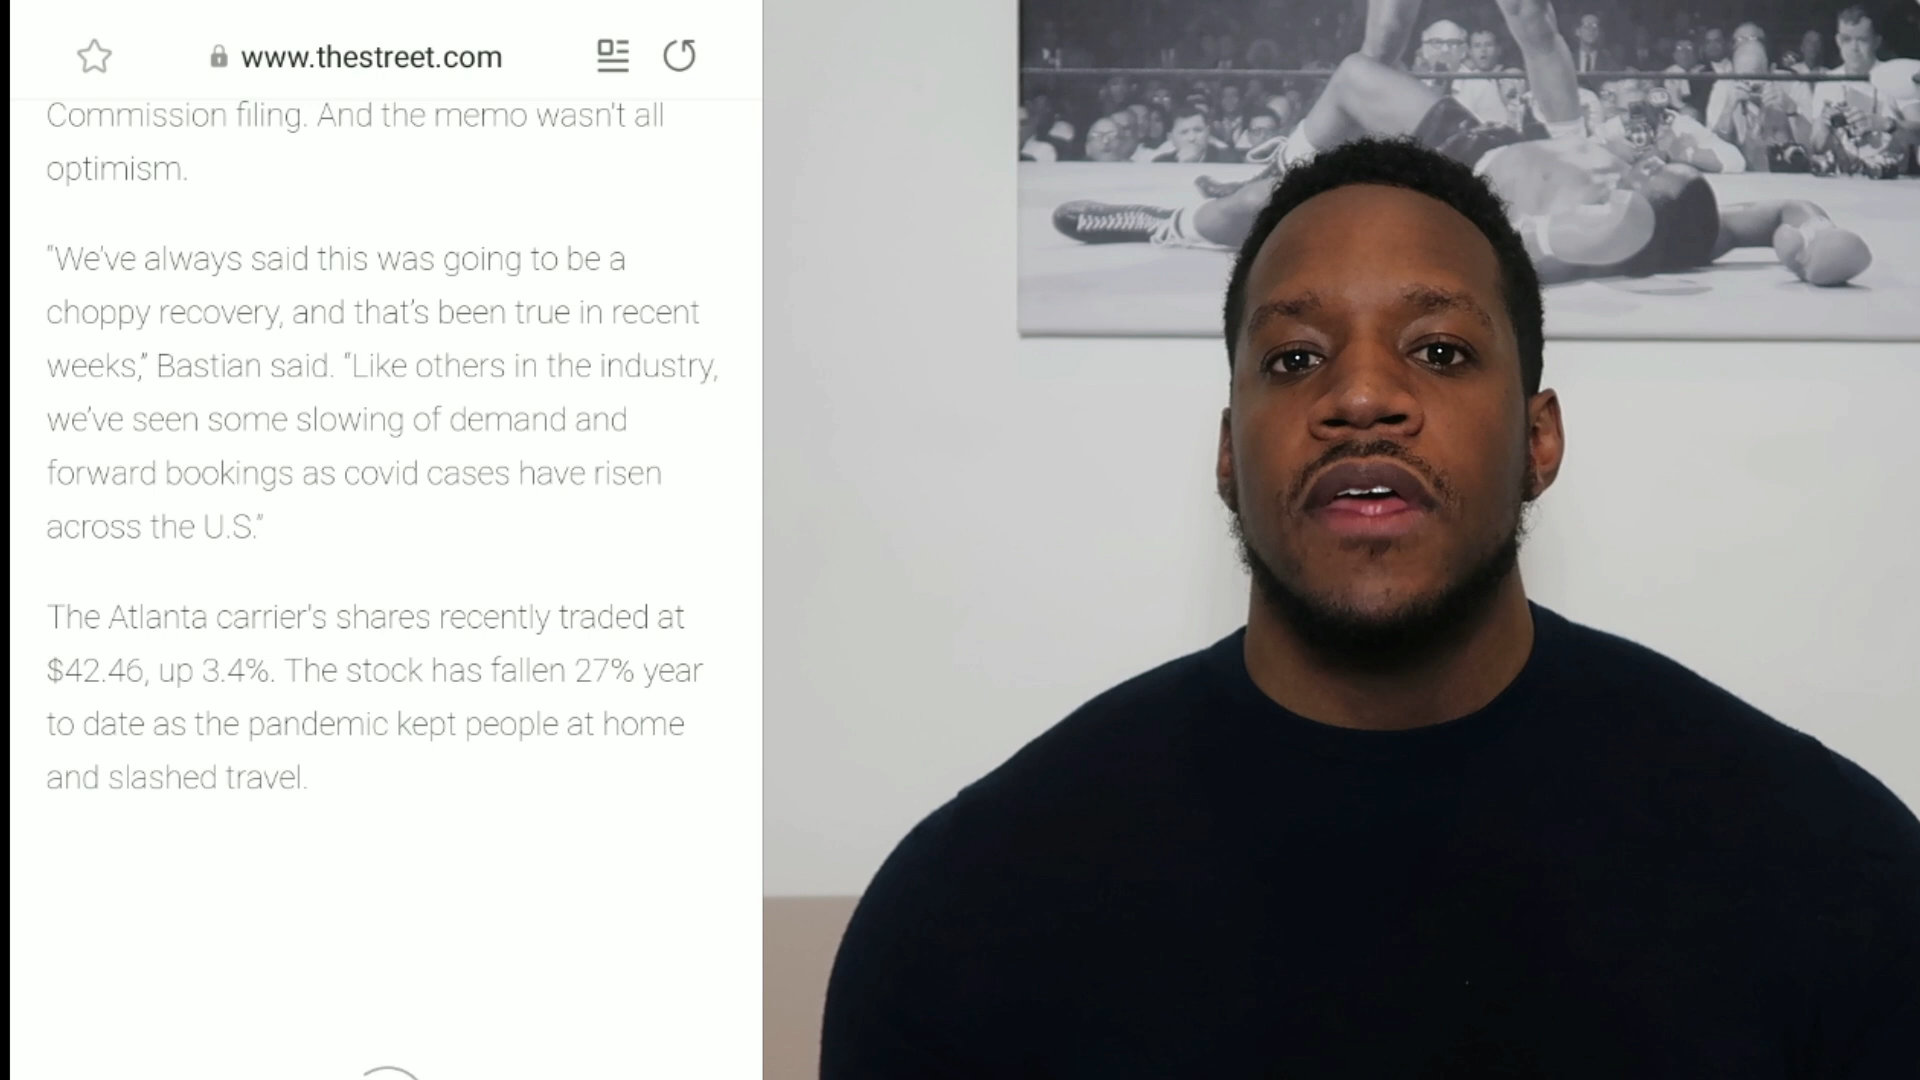 www.thestreet.com
Commission filing. And the memo wasn't all
optimism.
“We’ve always said this was going to be a
choppy recovery, and that’s been true in recent
weeks,” Bastian said. “Like others in the industry,
we’ve seen some slowing of demand and
forward bookings as covid cases have risen
across the U.S.”
The Atlanta carrier's shares recently traded at
$42.46, up 3.4%. The stock has fallen 27% year
to date as the pandemic kept people at home
and slashed travel.